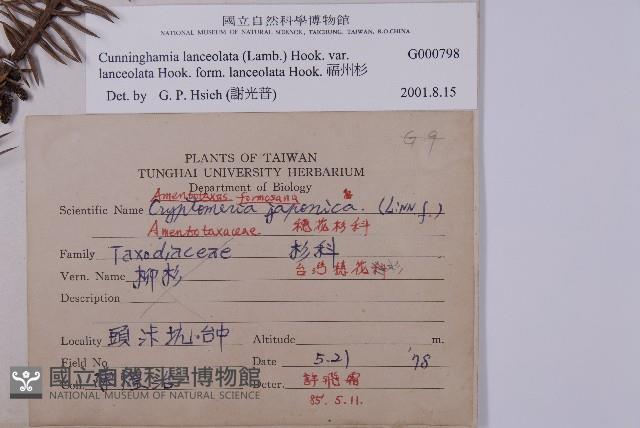 國立自然科學博物館
NATIONAL MUSEUM OF NATURAL SCIENCE, TAICHUNG, TAIWAN, R.O.CHINA
Cunninghamia lanceolata (Lamb.) Hook. var. G000798
lanceolata Hook. form. lanceolata Hook. 福州杉
Det. by G. P. Hsieh (謝光普) 2001.8.15
G 9
PLANTS OF TAIWAN
TUNGHAI UNIVERSITY HERBARIUM
Department of Biology
Amentotaxus formosana
Scientific Name Cryptomeria japonica. (Linn f.)
Amentotaxaceae 穗花杉科
Family Taxodiaceae 杉科
Vern. Name 柳杉 台灣穗花杉
Description
Locality 頭汴坑、台中 Altitude m.
Field No Date 5.21 '78
Col. Deter. 許飛霜
85. 5.11.
國立自然科學博物館
NATIONAL MUSEUM OF NATURAL SCIENCE